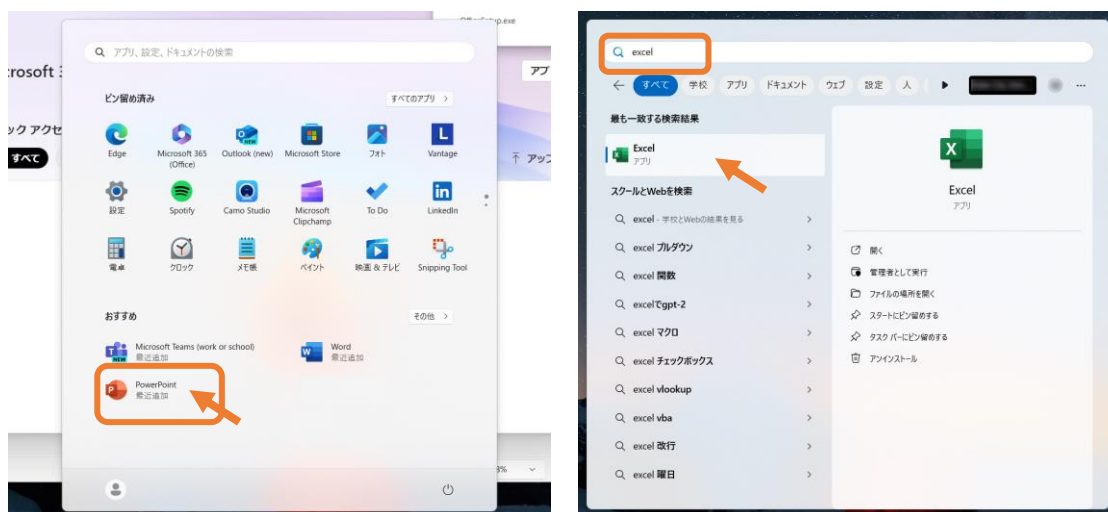 OfficeSetup.exe
アプリ、設定、ドキュメントの検索
crosoft 3
アプ
ピン留め済み
すべてのアプリ >
ック アクセ
すべて
アップ
Edge
Microsoft 365
(Office)
Outlook (new)
Microsoft Store
フォト
Vantage
設定
Spotify
Camo Studio
Microsoft
Clipchamp
To Do
LinkedIn
電卓
クロック
メモ帳
ペイント
映画 & テレビ
Snipping Tool
おすすめ
その他 >
Microsoft Teams (work or school)
最近追加
Word
最近追加
PowerPoint
最近追加
excel
すべて 学校 アプリ ドキュメント ウェブ 設定 人
最も一致する検索結果
Excel
アプリ
スクールとWebを検索
excel - 学校とWebの結果を見る
excel プルダウン
excel 関数
excelでgpt-2
excel マクロ
excel チェックボックス
excel vlookup
excel vba
excel 改行
excel 曜日
Excel
アプリ
開く
管理者として実行
ファイルの場所を開く
スタートにピン留めする
タスク バーにピン留めする
アンインストール